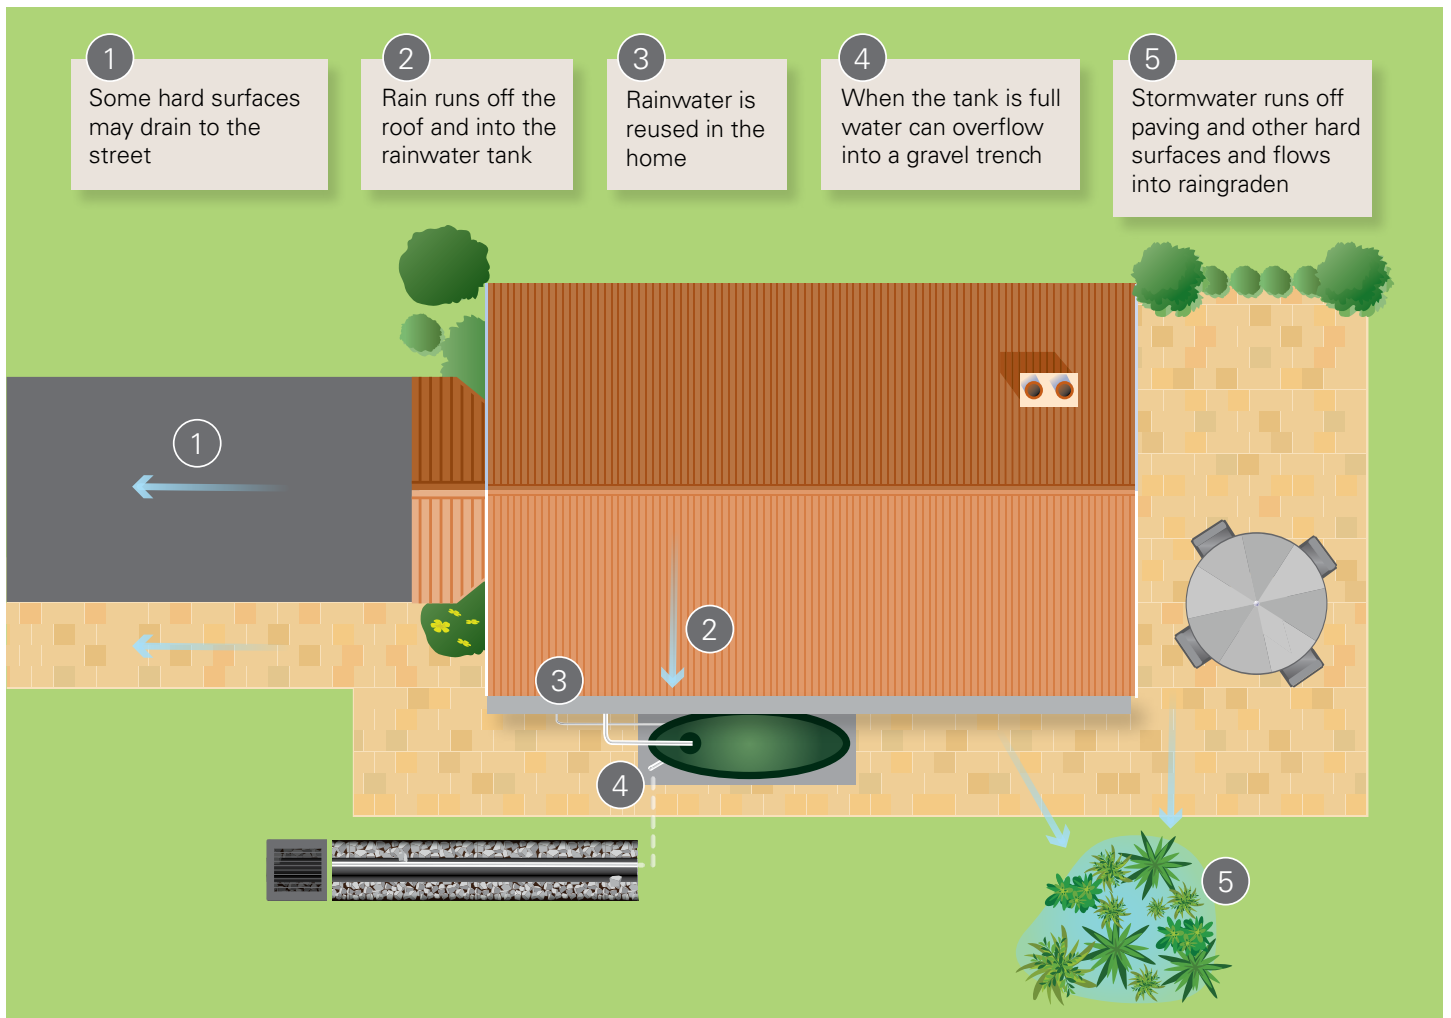 1
Some hard surfaces
may drain to the
street
2
Rain runs off the
roof and into the
rainwater tank
3
Rainwater is
reused in the
home
4
When the tank is full
water can overflow
into a gravel trench
5
Stormwater runs off
paving and other hard
surfaces and flows
into raingraden
1
2
3
4
5